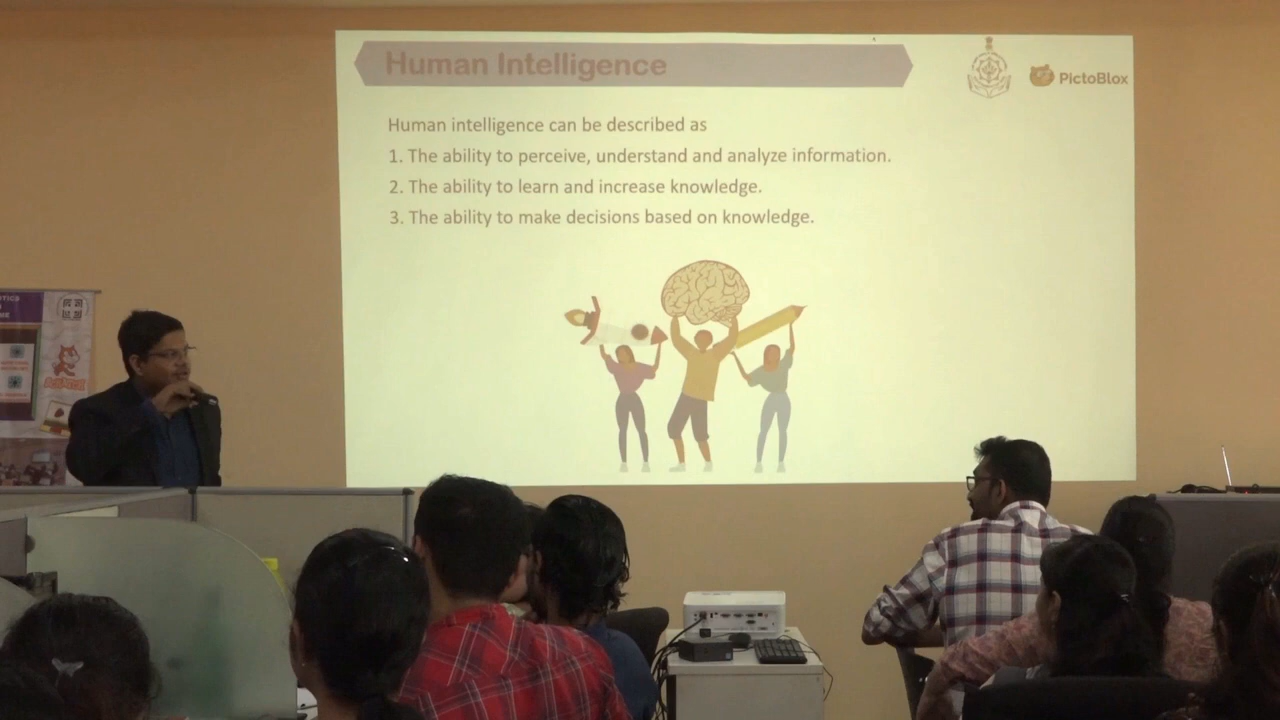 Human Intelligence
PictoBlox
Human intelligence can be described as
1. The ability to perceive, understand and analyze information.
2. The ability to learn and increase knowledge.
3. The ability to make decisions based on knowledge.